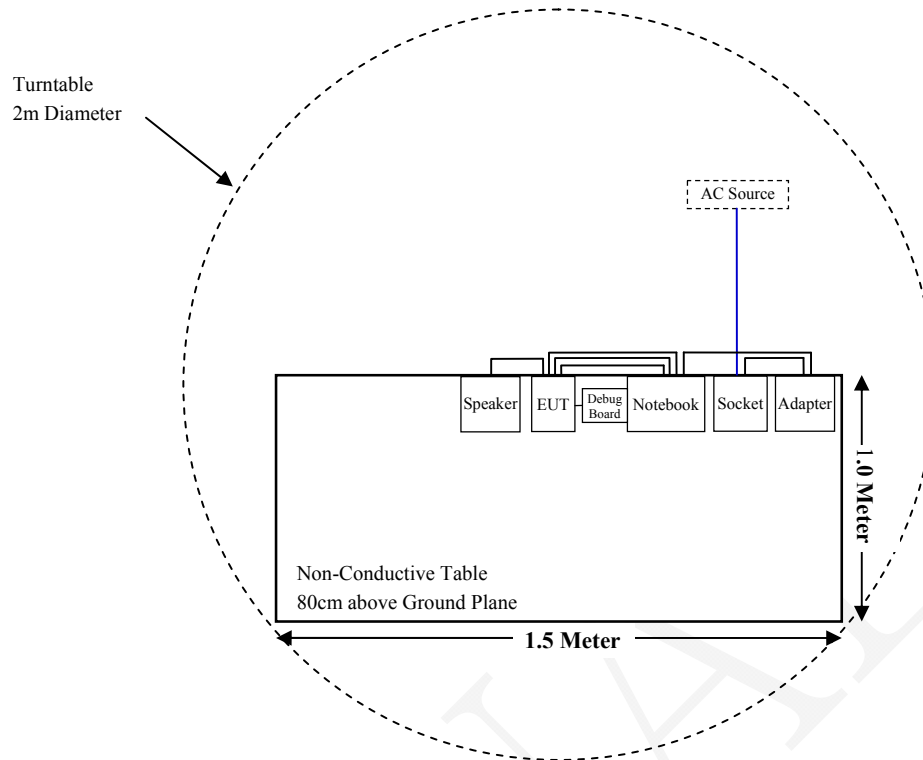 Turntable
2m Diameter
AC Source
Speaker
EUT
Debug
Board
Notebook
Socket
Adapter
1.0 Meter
Non-Conductive Table
80cm above Ground Plane
1.5 Meter